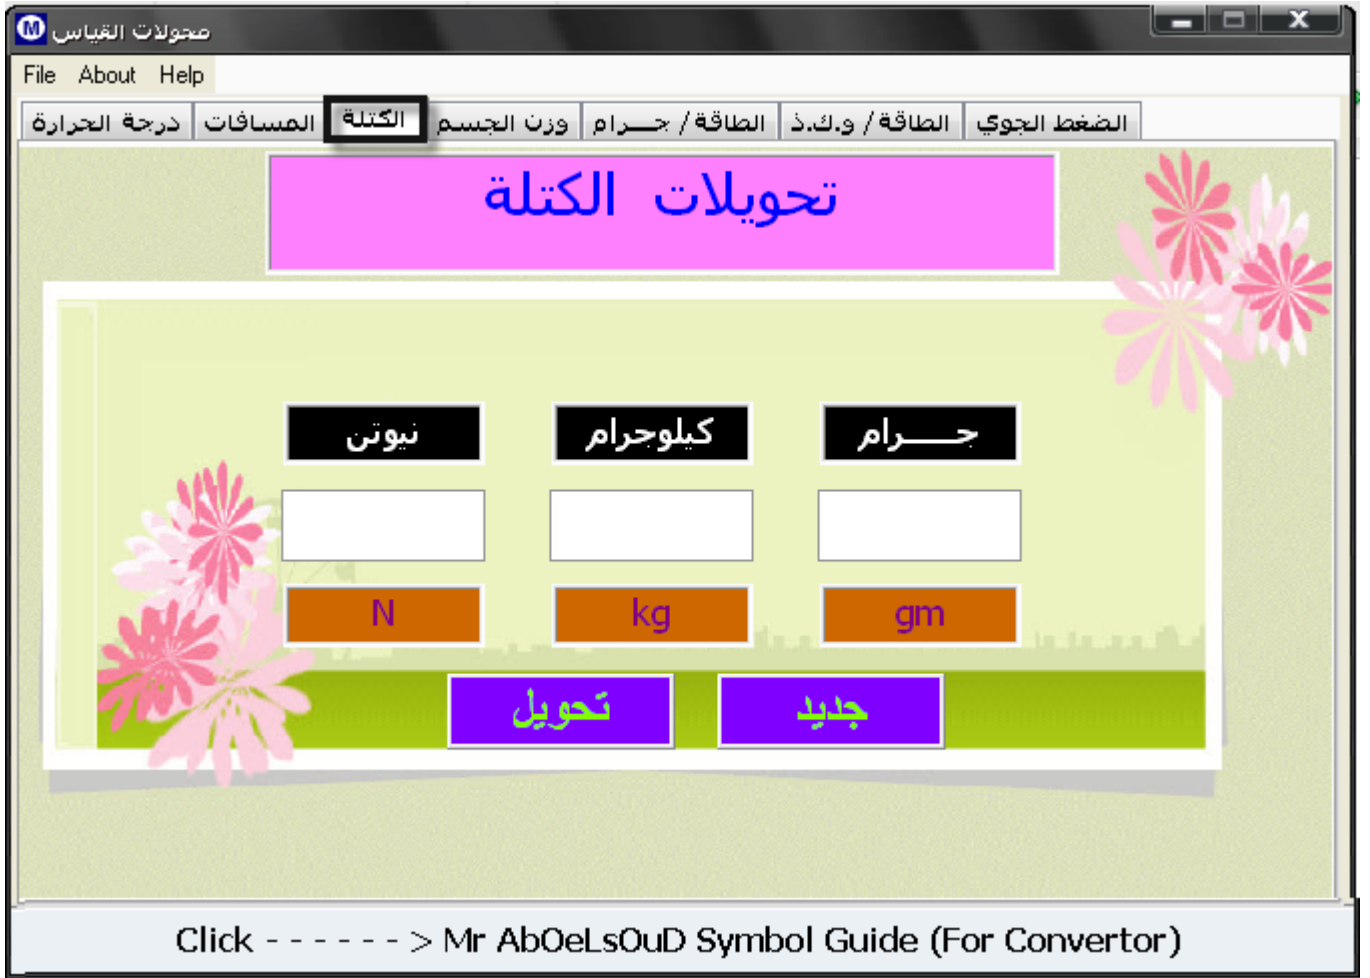 محولات القياس
File About Help
درجة الحرارة المسافات الكتلة وزن الجسم الطاقة / جـــرام الطاقة / و.ك.ذ الضغط الجوي
تحويلات الكتلة
نيوتن كيلوجرام جــــرام
N kg gm
تحويل جديد
Click - - - - - - > Mr AbOeLsOuD Symbol Guide (For Convertor)